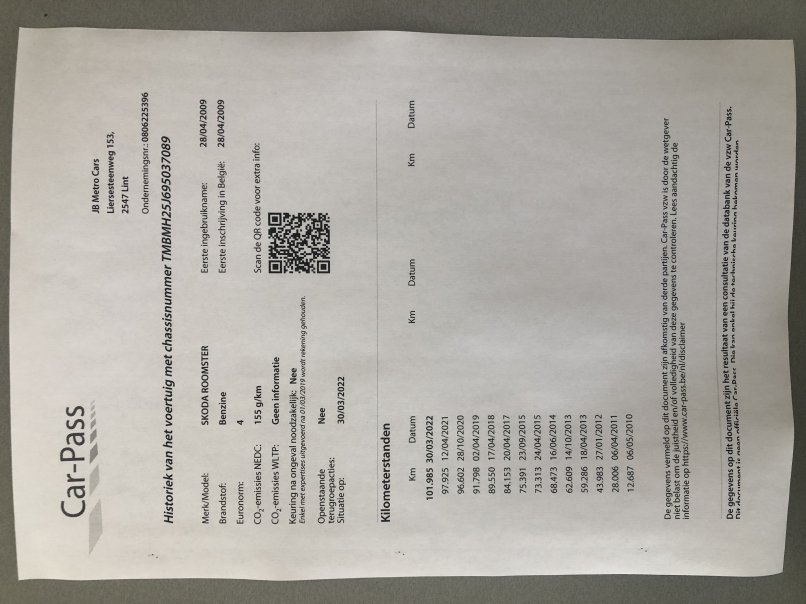 Car-Pass
JB Metro Cars
Liersesteenweg 153,
2547 Lint
Ondernemingsnr.: 0806225396
Historiek van het voertuig met chassisnummer TMBMH25J695037089
Merk/Model: SKODA ROOMSTER
Eerste ingebruikname: 28/04/2009
Brandstof: Benzine
Eerste inschrijving in België: 28/04/2009
Euronorm: 4
CO2-emissies NEDC: 155 g/km
Scan de QR code voor extra info:
CO2-emissies WLTP: Geen informatie
Keuring na ongeval noodzakelijk: Nee
Enkel met expertises uitgevoerd na 01/03/2019 wordt rekening gehouden.
Openstaande Nee
terugroepacties:
Situatie op: 30/03/2022
Kilometerstanden
Km Datum Km Datum Km Datum
101.985 30/03/2022
97.925 12/04/2021
96.602 28/10/2020
91.798 02/04/2019
89.550 17/04/2018
84.153 20/04/2017
75.391 23/09/2015
73.313 24/04/2015
68.473 16/06/2014
62.609 14/10/2013
59.286 18/04/2013
43.983 27/01/2012
28.006 06/04/2011
12.687 06/05/2010
De gegevens vermeld op dit document zijn afkomstig van derde partijen. Car-Pass vzw is door de wetgever
niet belast om de juistheid en/of volledigheid van deze gegevens te controleren. Lees aandachtig de
informatie op https://www.car-pass.be/nl/disclaimer
De gegevens op dit document zijn het resultaat van een consultatie van de databank van de vzw Car-Pass.
Dit document is geen officiële Car-Pass. Die kan enkel bij de technische keuring bekomen worden.